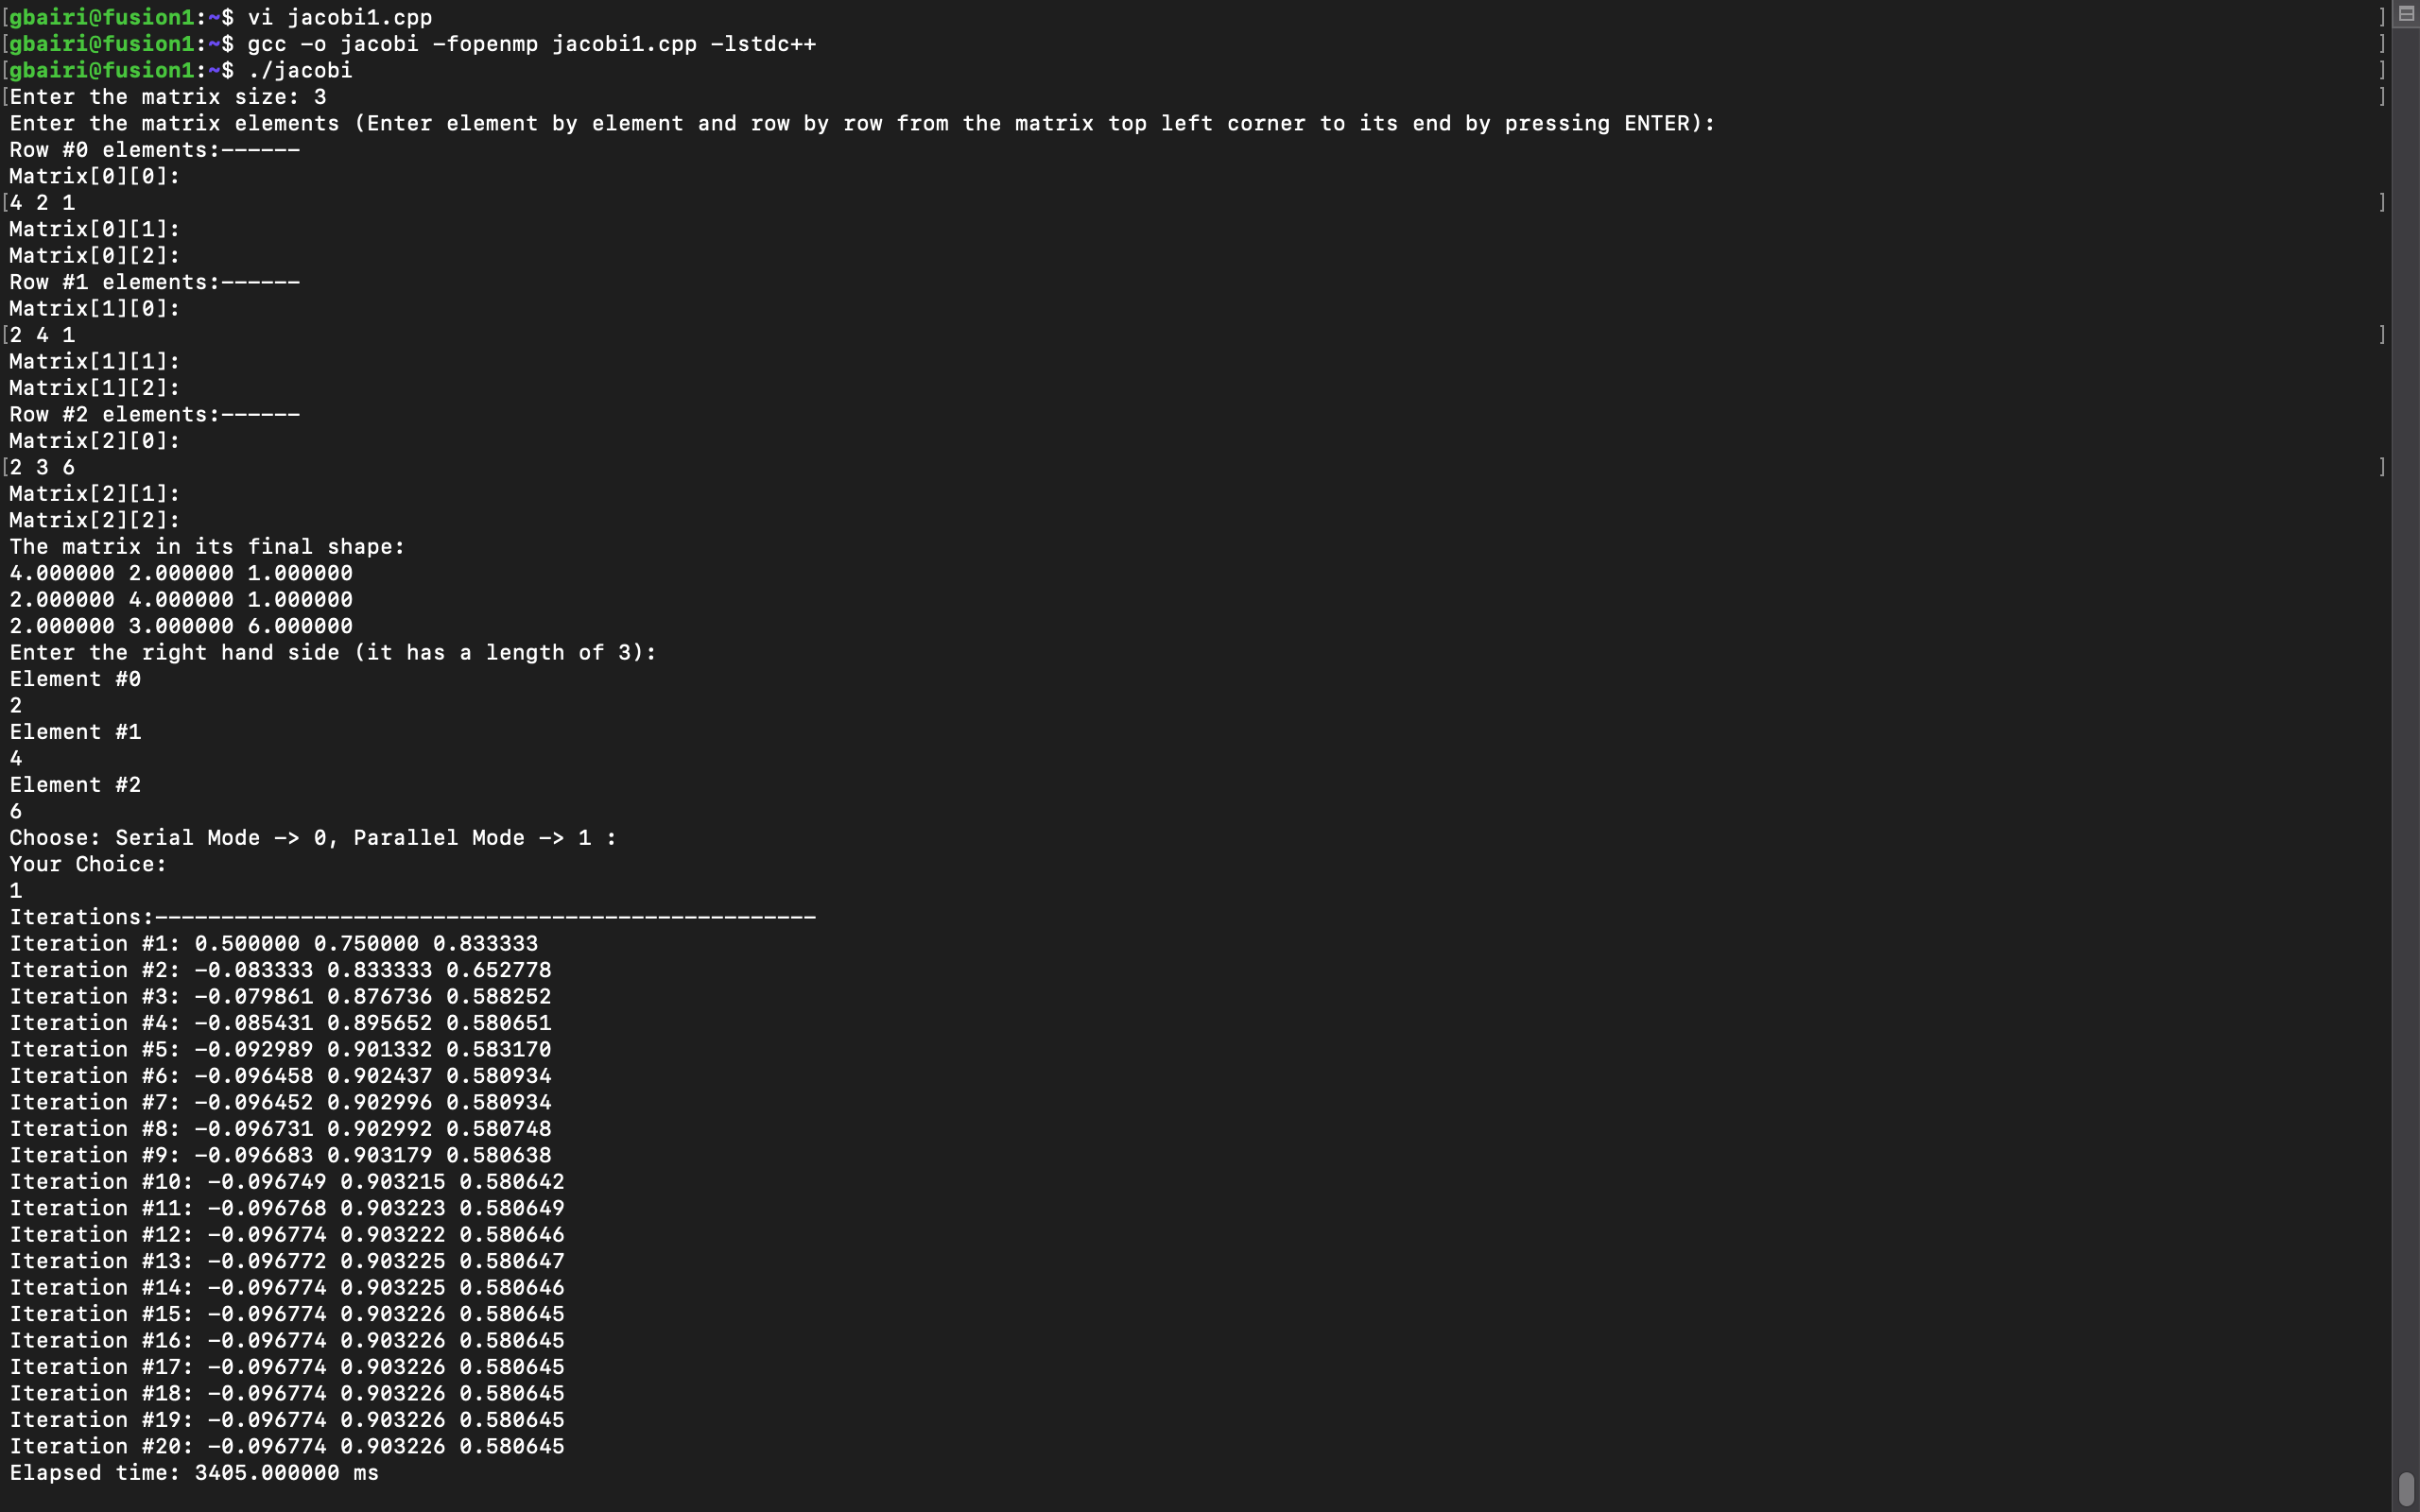 [gbairi@fusion1:~$ vi jacobi1.cpp ]
[gbairi@fusion1:~$ gcc -o jacobi -fopenmp jacobi1.cpp -lstdc++ ]
[gbairi@fusion1:~$ ./jacobi ]
[Enter the matrix size: 3 ]
Enter the matrix elements (Enter element by element and row by row from the matrix top left corner to its end by pressing ENTER):
Row #0 elements:------
Matrix[0][0]:
[4 2 1 ]
Matrix[0][1]:
Matrix[0][2]:
Row #1 elements:------
Matrix[1][0]:
[2 4 1 ]
Matrix[1][1]:
Matrix[1][2]:
Row #2 elements:------
Matrix[2][0]:
[2 3 6 ]
Matrix[2][1]:
Matrix[2][2]:
The matrix in its final shape:
4.000000 2.000000 1.000000
2.000000 4.000000 1.000000
2.000000 3.000000 6.000000
Enter the right hand side (it has a length of 3):
Element #0
2
Element #1
4
Element #2
6
Choose: Serial Mode -> 0, Parallel Mode -> 1 :
Your Choice:
1
Iterations:--------------------------------------------------
Iteration #1: 0.500000 0.750000 0.833333
Iteration #2: -0.083333 0.833333 0.652778
Iteration #3: -0.079861 0.876736 0.588252
Iteration #4: -0.085431 0.895652 0.580651
Iteration #5: -0.092989 0.901332 0.583170
Iteration #6: -0.096458 0.902437 0.580934
Iteration #7: -0.096452 0.902996 0.580934
Iteration #8: -0.096731 0.902992 0.580748
Iteration #9: -0.096683 0.903179 0.580638
Iteration #10: -0.096749 0.903215 0.580642
Iteration #11: -0.096768 0.903223 0.580649
Iteration #12: -0.096774 0.903222 0.580646
Iteration #13: -0.096772 0.903225 0.580647
Iteration #14: -0.096774 0.903225 0.580646
Iteration #15: -0.096774 0.903226 0.580645
Iteration #16: -0.096774 0.903226 0.580645
Iteration #17: -0.096774 0.903226 0.580645
Iteration #18: -0.096774 0.903226 0.580645
Iteration #19: -0.096774 0.903226 0.580645
Iteration #20: -0.096774 0.903226 0.580645
Elapsed time: 3405.000000 ms